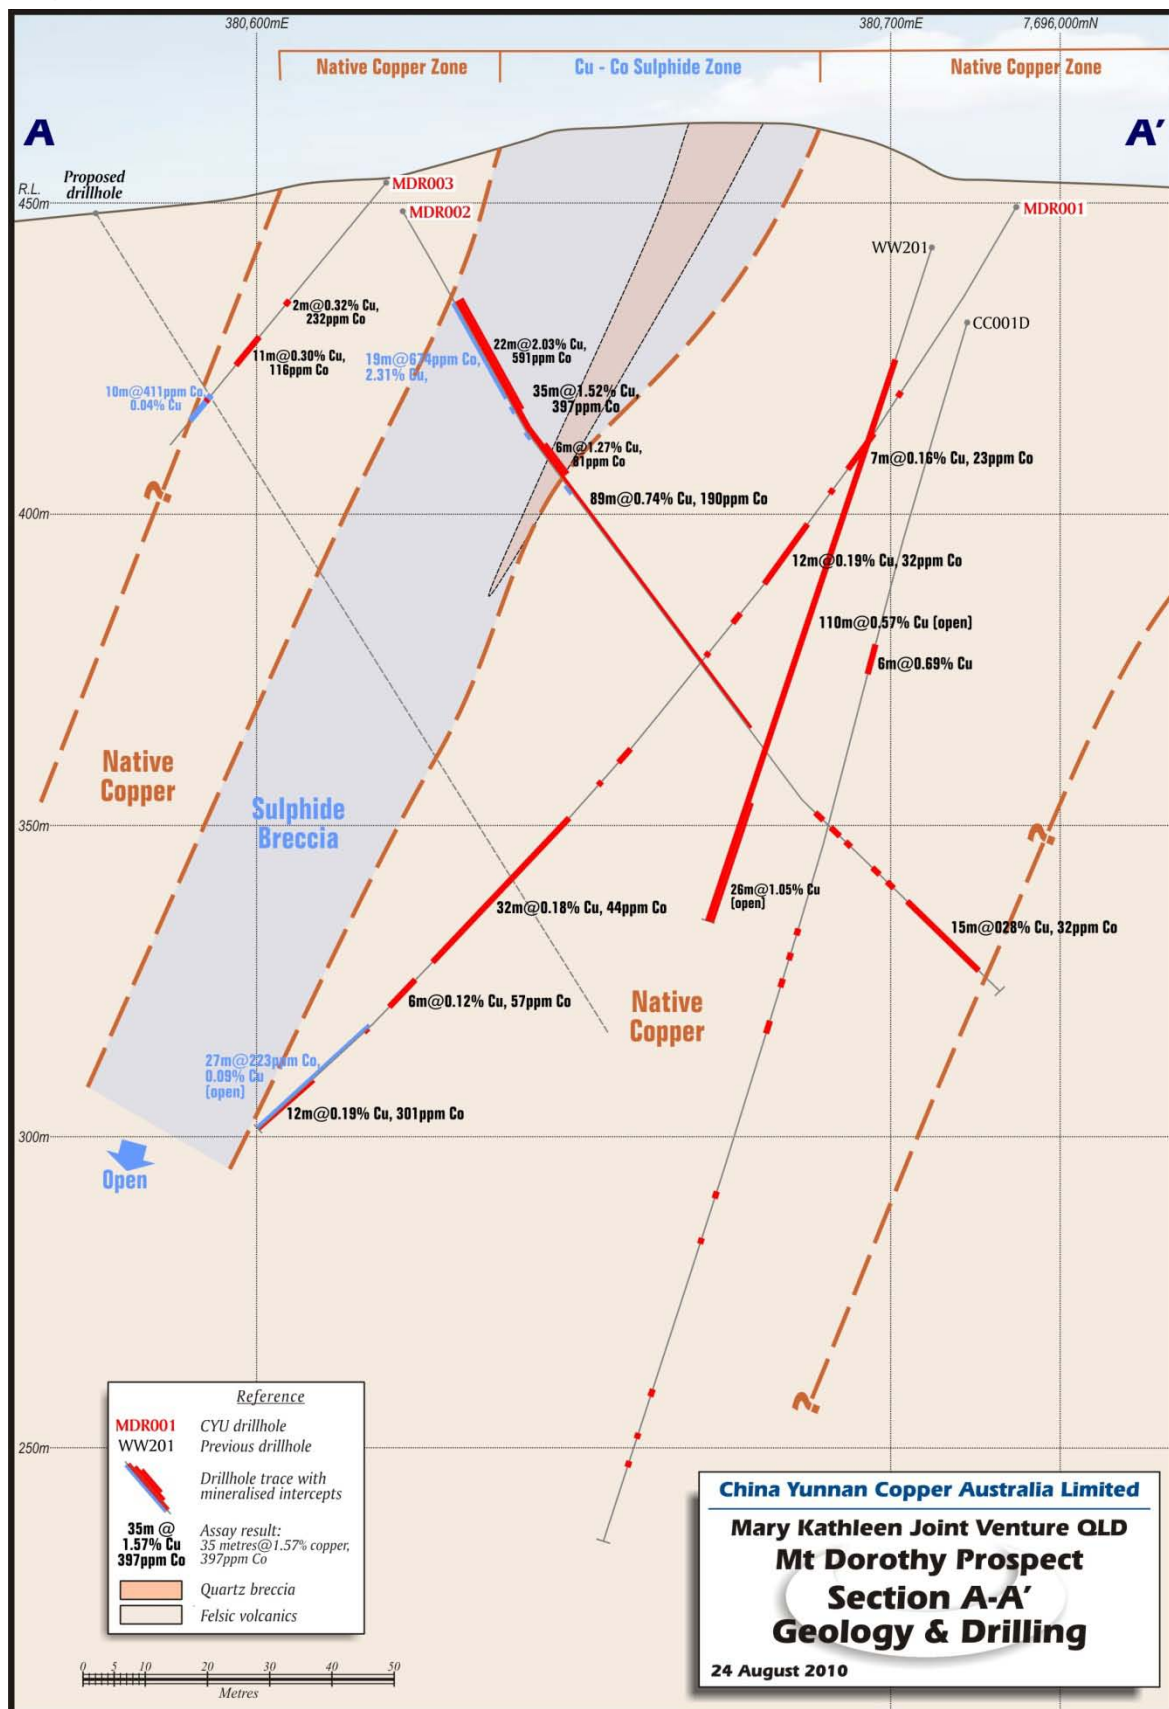 380,600mE
380,700mE
7,696,000mN
Native Copper Zone
Cu - Co Sulphide Zone
Native Copper Zone
A
A'
Proposed
drillhole
R.L.
450m
MDR003
MDR002
MDR001
WW201
CC001D
2m@0.32% Cu,
232ppm Co
11m@0.30% Cu,
116ppm Co
10m@411ppm Co,
0.04% Cu
19m@674ppm Co,
2.31% Cu,
22m@2.03% Cu,
591ppm Co
35m@1.52% Cu,
397ppm Co
6m@1.27% Cu,
81ppm Co
89m@0.74% Cu, 190ppm Co
7m@0.16% Cu, 23ppm Co
?
400m
12m@0.19% Cu, 32ppm Co
110m@0.57% Cu (open)
6m@0.69% Cu
Native
Copper
Sulphide
Breccia
350m
?
26m@1.05% Cu
(open)
32m@0.18% Cu, 44ppm Co
15m@028% Cu, 32ppm Co
6m@0.12% Cu, 57ppm Co
Native
Copper
27m@223ppm Co,
0.09% Cu
(open)
12m@0.19% Cu, 301ppm Co
300m
Open
?
250m
Reference
MDR001 CYU drillhole
WW201 Previous drillhole
Drillhole trace with
mineralised intercepts
35m @
1.57% Cu
397ppm Co
Assay result:
35 metres@1.57% copper,
397ppm Co
Quartz breccia
Felsic volcanics
0 5 10 20 30 40 50
Metres
China Yunnan Copper Australia Limited
Mary Kathleen Joint Venture QLD
Mt Dorothy Prospect
Section A-A'
Geology & Drilling
24 August 2010